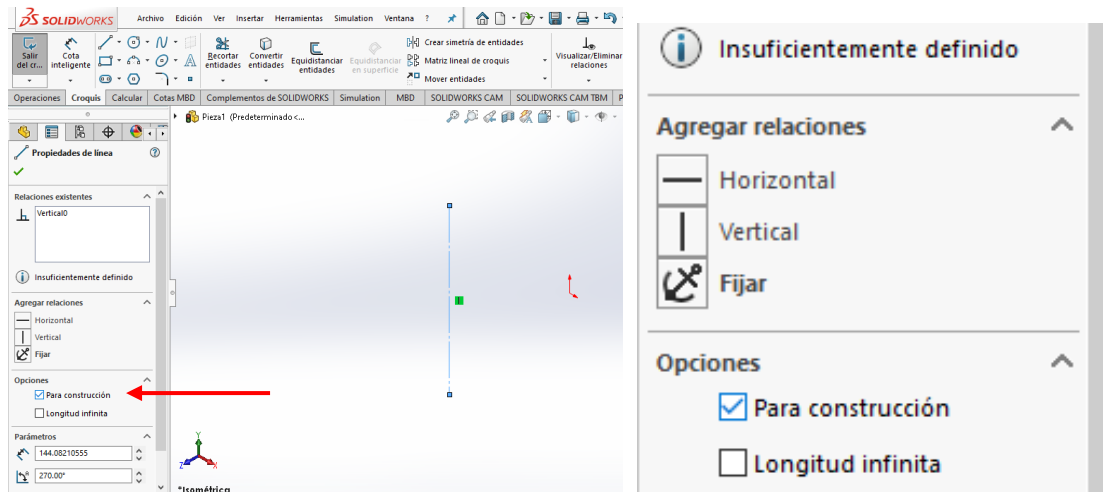 SOLIDWORKS
Archivo Edición Ver Insertar Herramientas Simulation Ventana ?
Salir del cr...
Cota inteligente
Recortar entidades
Convertir entidades
Equidistanciar entidades
Equidistanciar en superficie
Crear simetría de entidades
Matriz lineal de croquis
Mover entidades
Visualizar/Eliminar relaciones
Operaciones Croquis Calcular Cotas MBD Complementos de SOLIDWORKS Simulation MBD SOLIDWORKS CAM SOLIDWORKS CAM TBM P
Pieza1 (Predeterminado<...
Propiedades de línea
Relaciones existentes
Vertical0
Insuficientemente definido
Agregar relaciones
Horizontal
Vertical
Fijar
Opciones
Para construcción
Longitud infinita
Parámetros
144.08210555
270.00°
Y
Z
X
*Isométrica
Insuficientemente definido
Agregar relaciones
Horizontal
Vertical
Fijar
Opciones
Para construcción
Longitud infinita